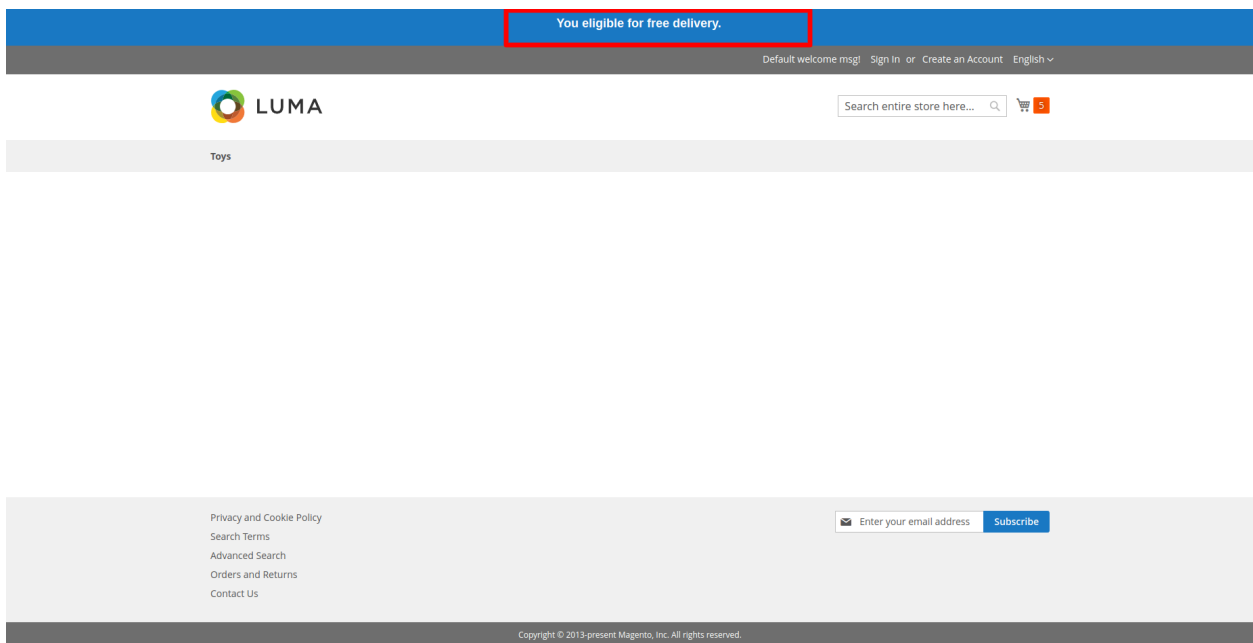 You eligible for free delivery.
Default welcome msg! Sign In or Create an Account English
LUMA
Search entire store here... 5
Toys
Privacy and Cookie Policy
Search Terms
Advanced Search
Orders and Returns
Contact Us
Enter your email address Subscribe
Copyright © 2013-present Magento, Inc. All rights reserved.